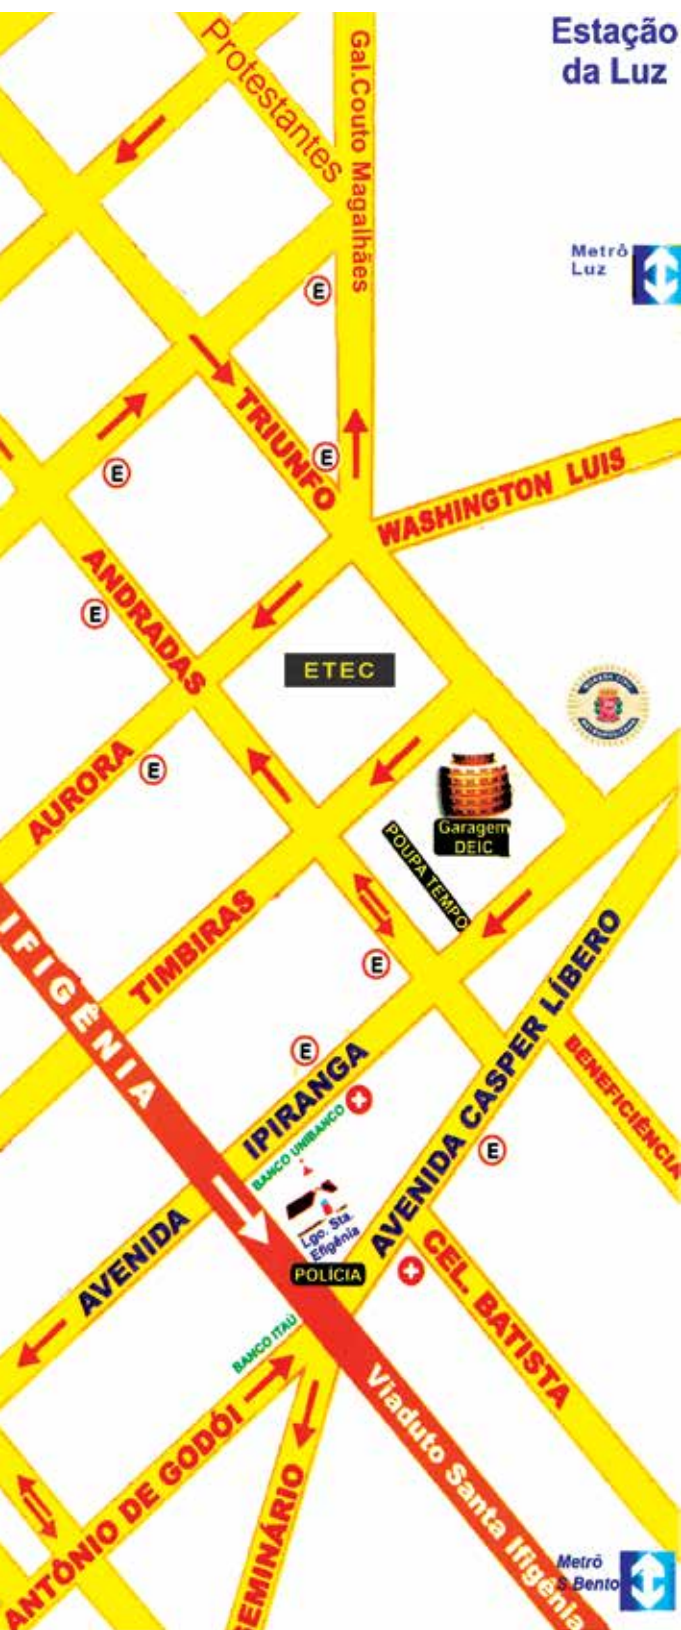 Estação
da Luz
Protestantes
Gal.Couto Magalhães
Metrô
Luz
E
TRIUNFO
E
E
WASHINGTON LUIS
ANDRADAS
E
ETEC
AURORA
E
Garagem
DEIC
POUPA TEMPO
TIMBIRAS
IFIGÊNIA
E
AVENIDA CASPER LÍBERO
E
AVENIDA IPIRANGA
BENEFICIÊNCIA
BANCO UNIBANCO
E
Lgo. Sta.
Efigênia
POLÍCIA
CEL. BATISTA
BANCO ITAÚ
Viaduto Santa Ifigênia
ANTÔNIO DE GODÓI
SEMINÁRIO
Metrô
S.Bento